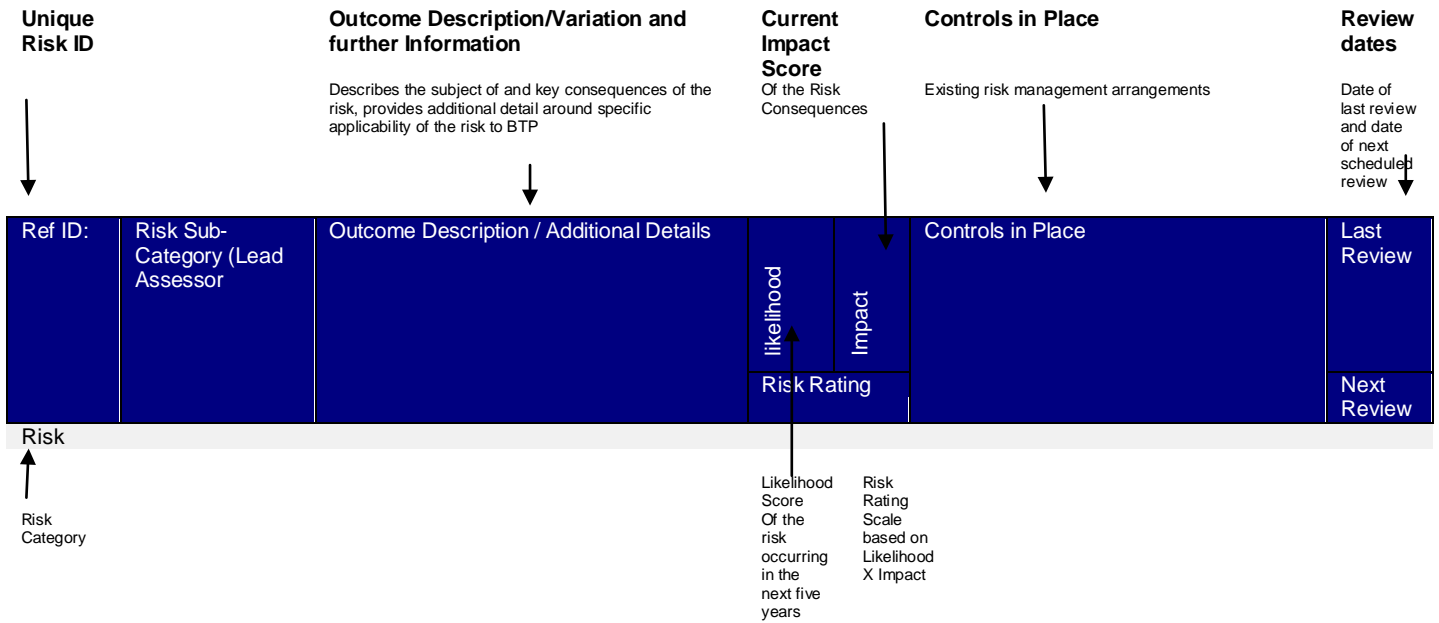 Unique
Risk ID
Outcome Description/Variation and
further Information
Describes the subject of and key consequences of the
risk, provides additional detail around specific
applicability of the risk to BTP
Current
Impact
Score
Of the Risk
Consequences
Controls in Place
Existing risk management arrangements
Review
dates
Date of
last review
and date
of next
scheduled
review
Ref ID:
Risk Sub-
Category (Lead
Assessor
Outcome Description / Additional Details
likelihood
Impact
Risk Rating
Controls in Place
Last
Review
Next
Review
Risk
Risk
Category
Likelihood
Score
Of the
risk
occurring
in the
next five
years
Risk
Rating
Scale
based on
Likelihood
X Impact